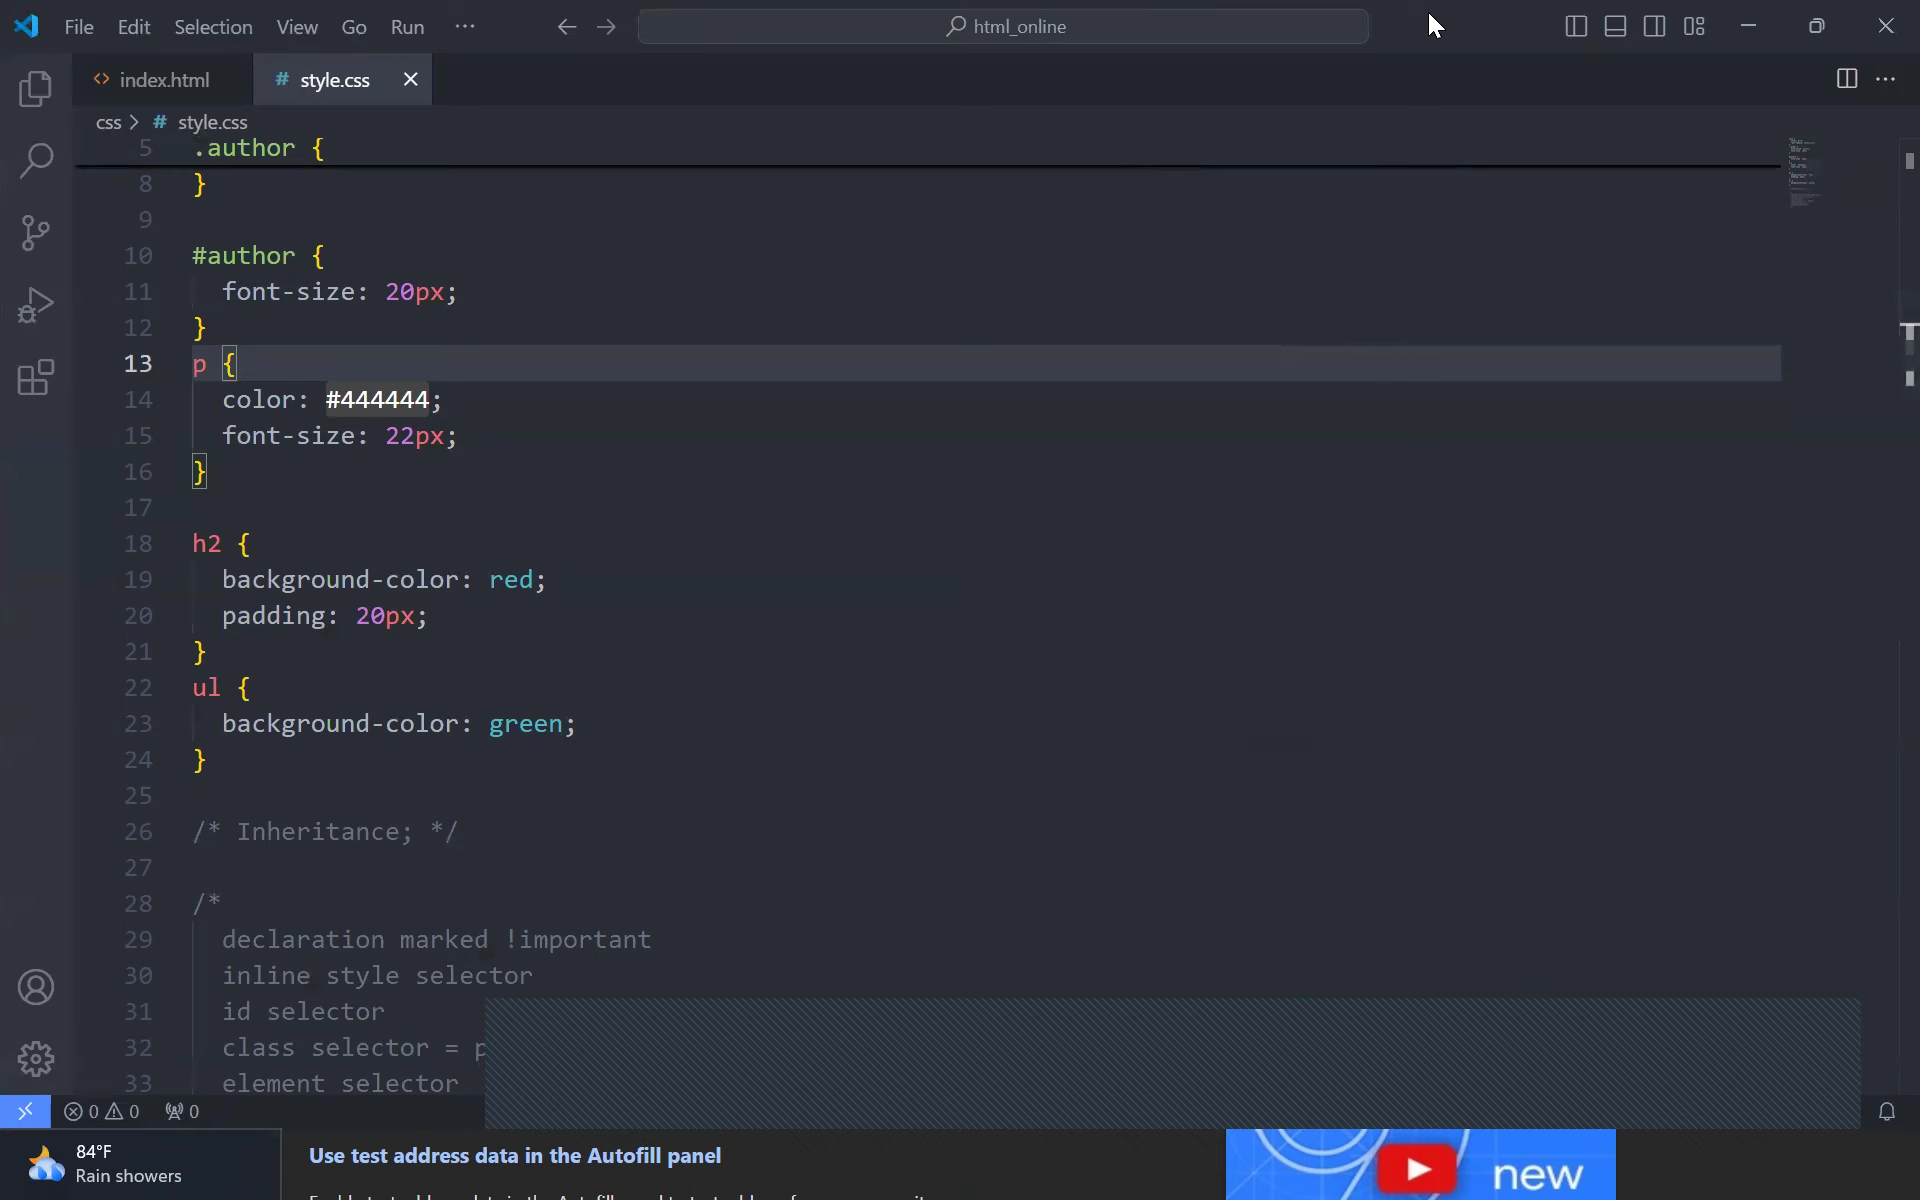 File Edit Selection View Go Run ··· html_online
index.html # style.css
css > # style.css
5 .author {
8 }
9
10 #author {
11 font-size: 20px;
12 }
13 p {
14 color: #444444;
15 font-size: 22px;
16 }
17
18 h2 {
19 background-color: red;
20 padding: 20px;
21 }
22 ul {
23 background-color: green;
24 }
25
26 /* Inheritance; */
27
28 /*
29 declaration marked !important
30 inline style selector
31 id selector
32 class selector = p
33 element selector
0 0 0
84°F
Rain showers
Use test address data in the Autofill panel
new